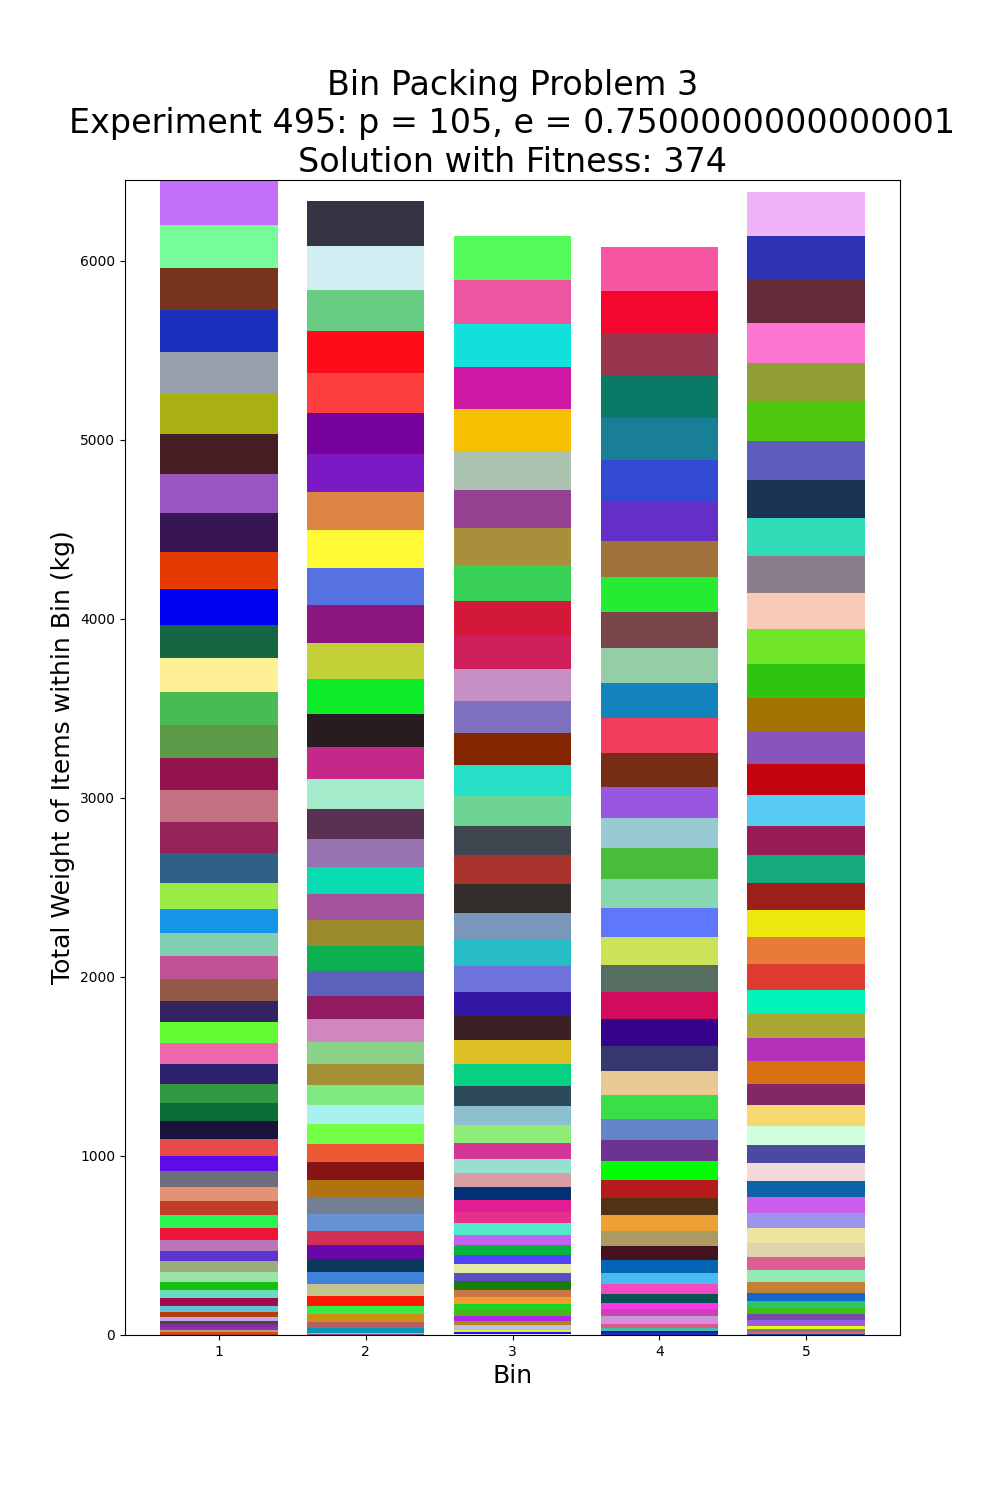 Bin Packing Problem 3
Experiment 495: p = 105, e = 0.7500000000000001
Solution with Fitness: 374
Total Weight of Items within Bin (kg)
6000
5000
4000
3000
2000
1000
0
1 2 3 4 5
Bin